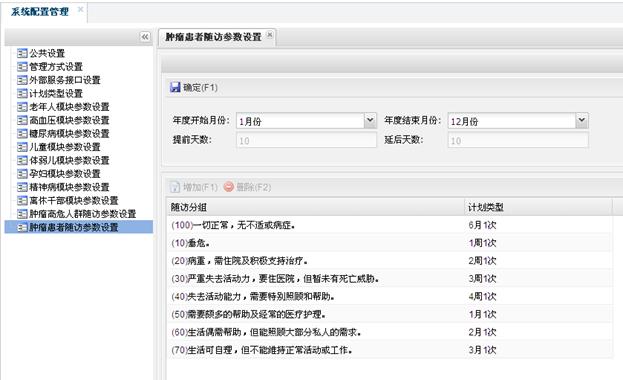 系统配置管理
肿瘤患者随访参数设置
公共设置
管理方式设置
外部服务接口设置
计划类型设置
老年人模块参数设置
高血压模块参数设置
糖尿病模块参数设置
儿童模块参数设置
体弱儿模块参数设置
孕妇模块参数设置
精神病模块参数设置
离休干部模块参数设置
肿瘤高危人群随访参数设置
肿瘤患者随访参数设置
确定(F1)
年度开始月份: 1月份 年度结束月份: 12月份
提前天数: 10 延后天数: 10
增加(F1) 删除(F2)
随访分组 计划类型
(100)一切正常，无不适或病症。 6月1次
(10)垂危。 1周1次
(20)病重，需住院及积极支持治疗。 2周1次
(30)严重失去活动力，要住医院，但暂未有死亡威胁。 3周1次
(40)失去活动能力，需要特别照顾和帮助。 4周1次
(50)需要颇多的帮助及经常的医疗护理。 1月1次
(60)生活偶需帮助，但能照顾大部分私人的需求。 2月1次
(70)生活可自理，但不能维持正常活动或工作。 3月1次